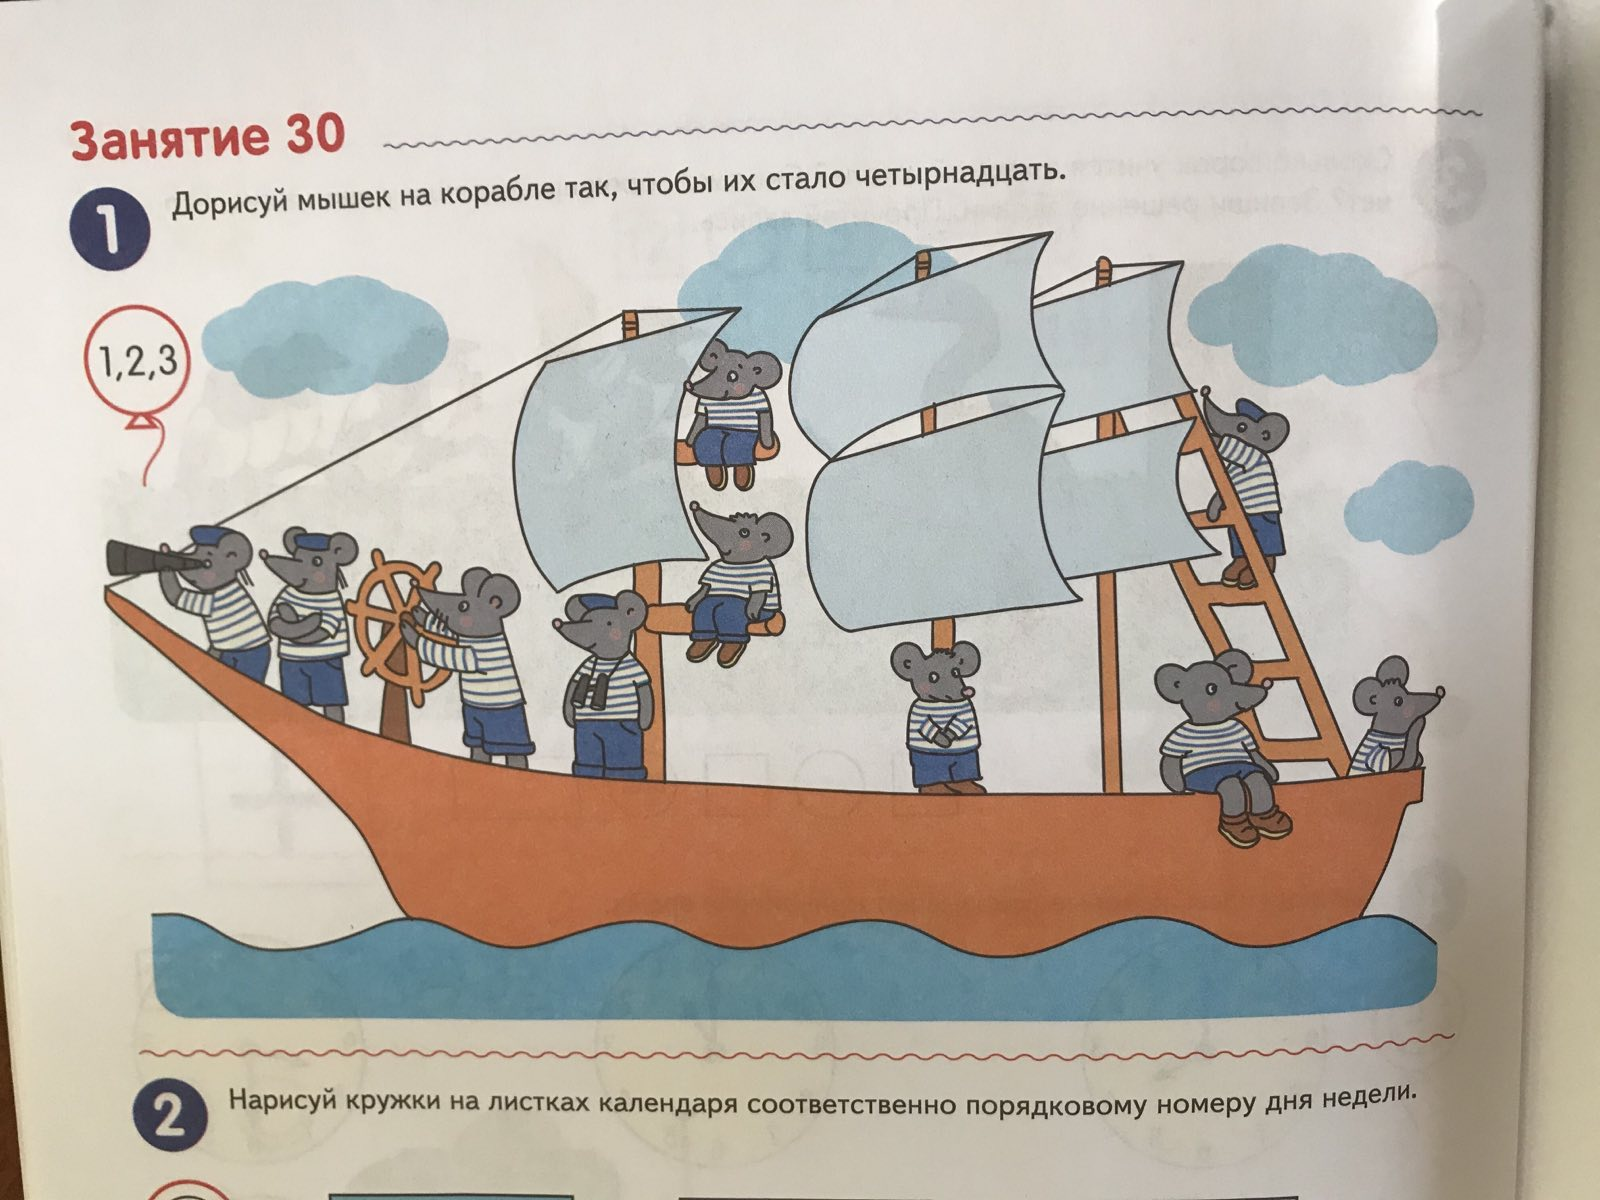 Занятие 30
1 Дорисуй мышек на корабле так, чтобы их стало четырнадцать.
1,2,3
2 Нарисуй кружки на листках календаря соответственно порядковому номеру дня недели.